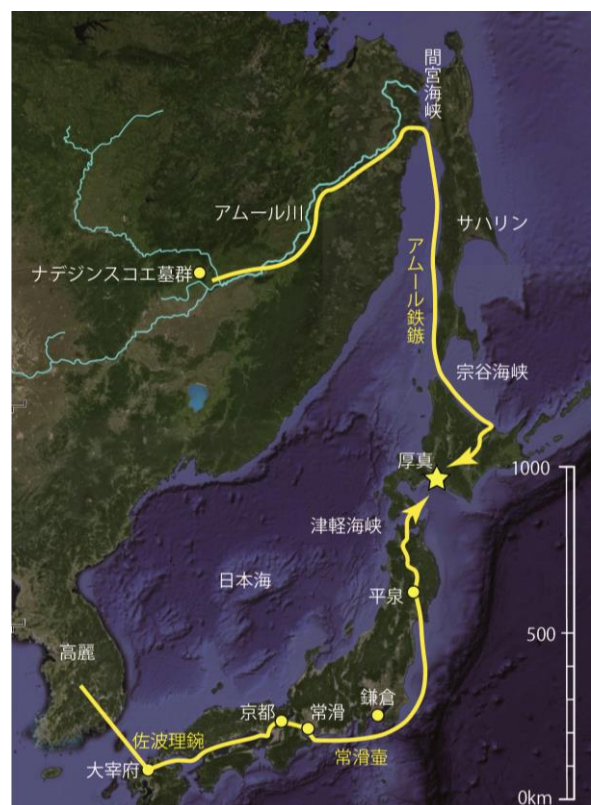 間宮海峡
アムール川
サハリン
ナデジンスコエ墓群
アムール鉄鏃
宗谷海峡
厚真
1000
津軽海峡
日本海
平泉
500
高麗
鎌倉
京都
常滑
佐波理鋺
常滑壷
大宰府
0km